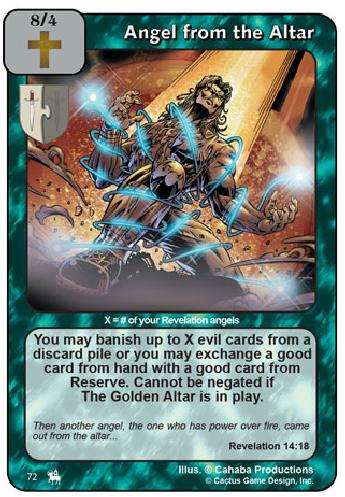 8/4
Angel from the Altar
X = # of your Revelation angels
You may banish up to X evil cards from a
discard pile or you may exchange a good
card from hand with a good card from
Reserve. Cannot be negated if
The Golden Altar is in play.
Then another angel, the one who has power over fire, came
out from the altar...
Revelation 14:18
72
Illus. © Cahaba Productions
© Cactus Game Design, Inc.